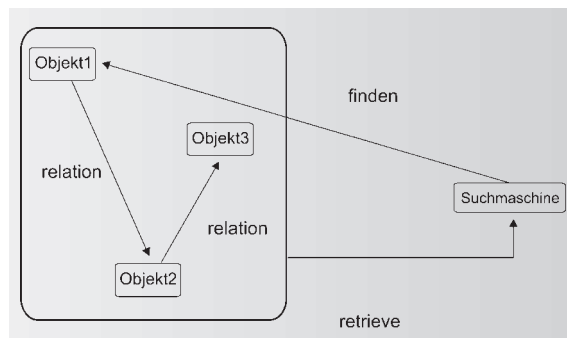 Objekt1
finden
Objekt3
relation
Suchmaschine
relation
Objekt2
retrieve